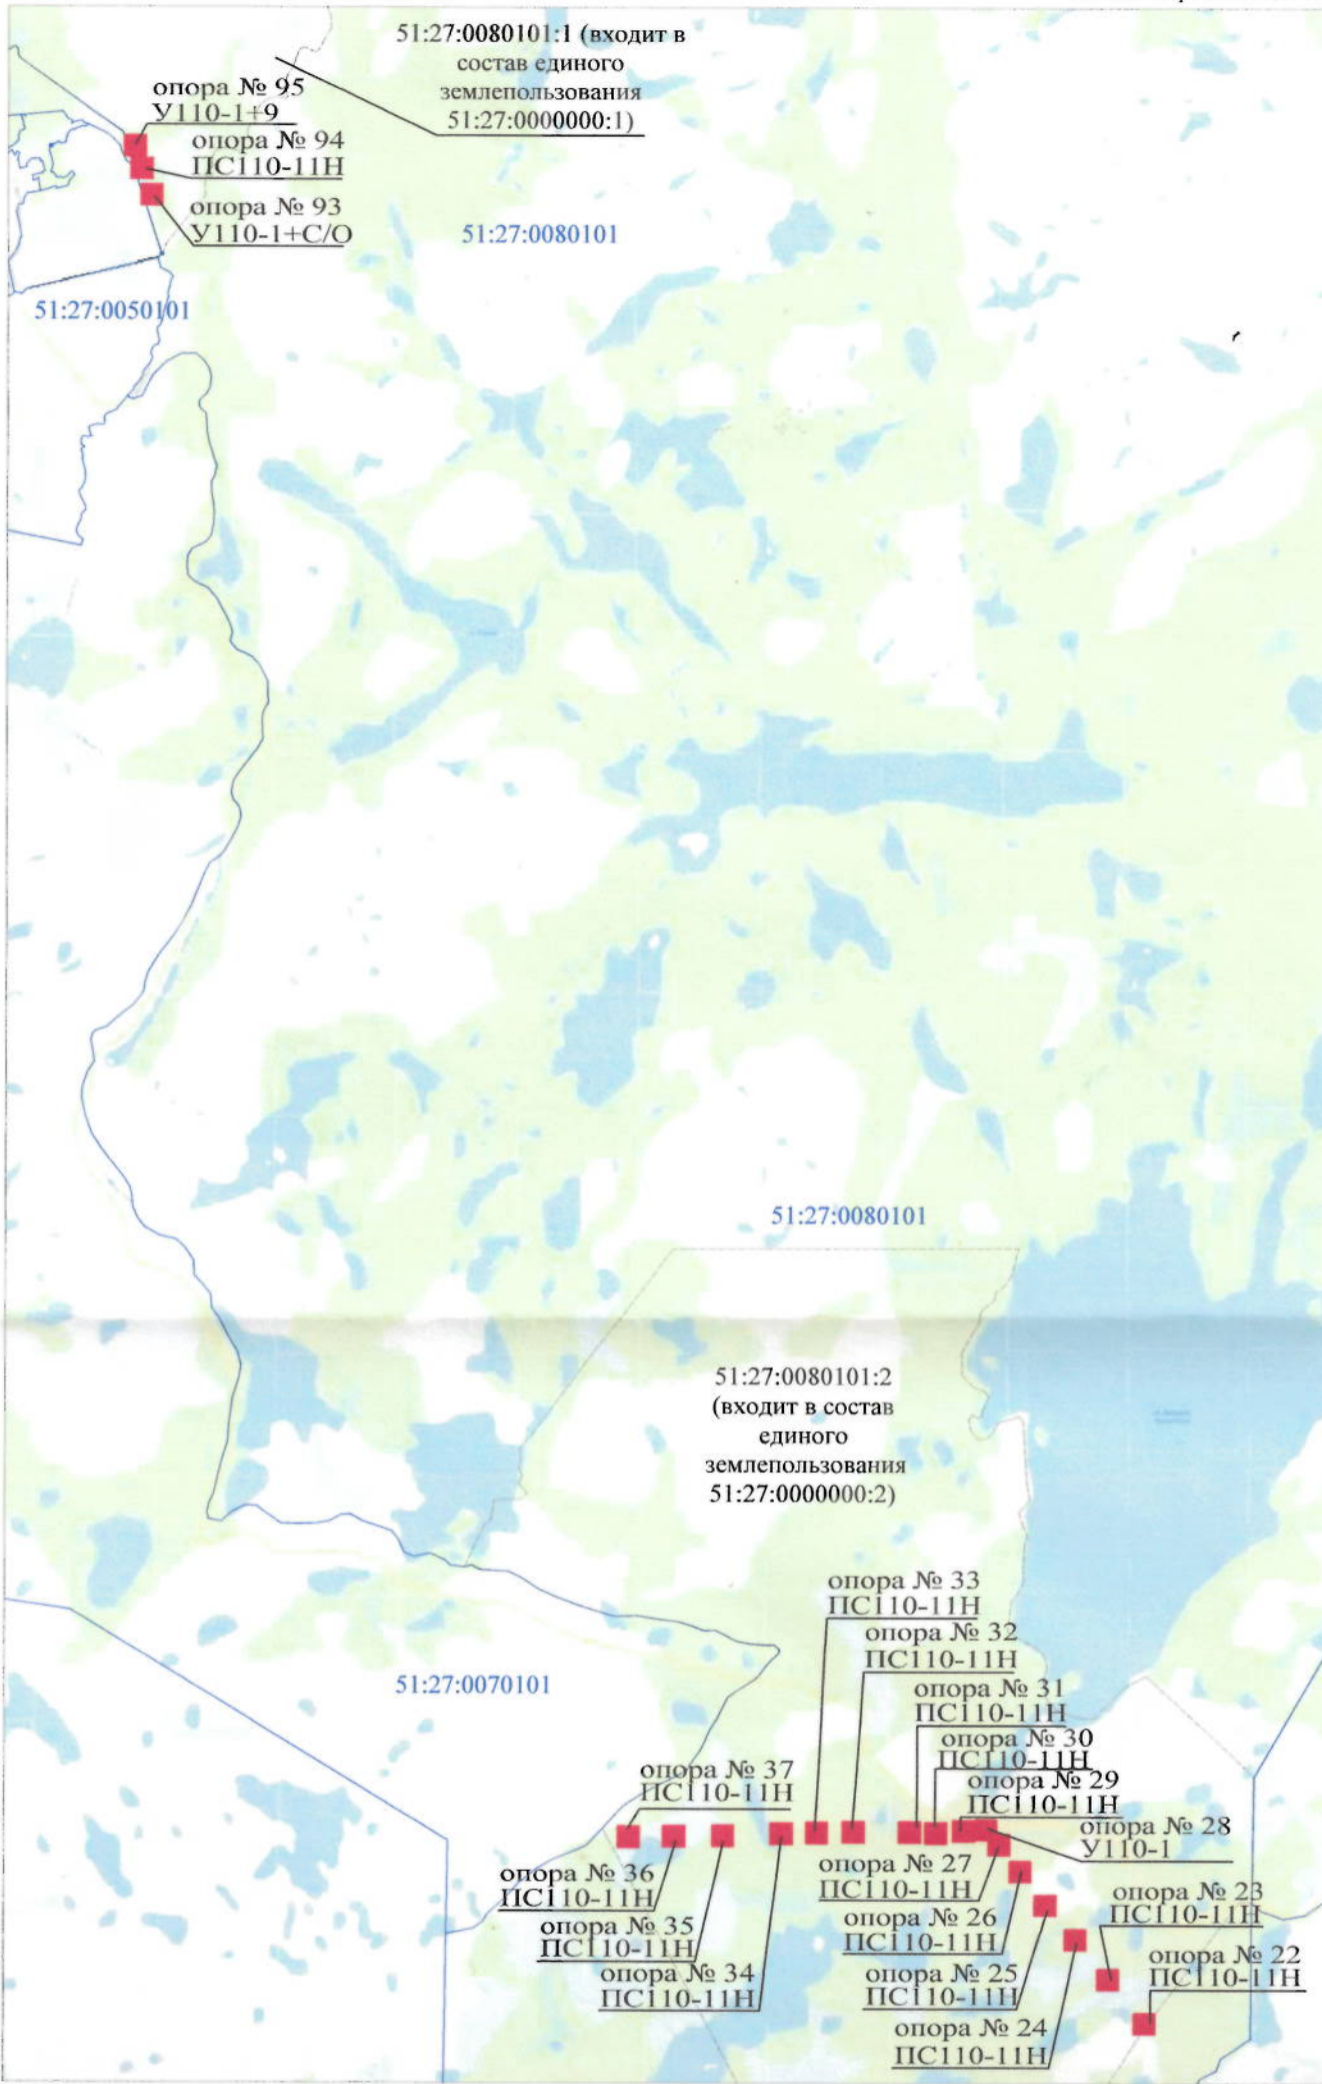 51:27:0080101:1 (входит в
состав единого
землепользования
51:27:0000000:1)
опора № 95
У110-1+9
опора № 94
ПС110-11Н
опора № 93
У110-1+С/О
51:27:0080101
51:27:0050101
51:27:0080101
51:27:0080101:2
(входит в состав
единого
землепользования
51:27:0000000:2)
опора № 33
ПС110-11Н
опора № 32
ПС110-11Н
51:27:0070101
опора № 31
ПС110-11Н
опора № 30
ПС110-11Н
опора № 37
ПС110-11Н
опора № 29
ПС110-11Н
опора № 28
У110-1
опора № 36
ПС110-11Н
опора № 27
ПС110-11Н
опора № 23
ПС110-11Н
опора № 35
ПС110-11Н
опора № 26
ПС110-11Н
опора № 22
ПС110-11Н
опора № 34
ПС110-11Н
опора № 25
ПС110-11Н
опора № 24
ПС110-11Н